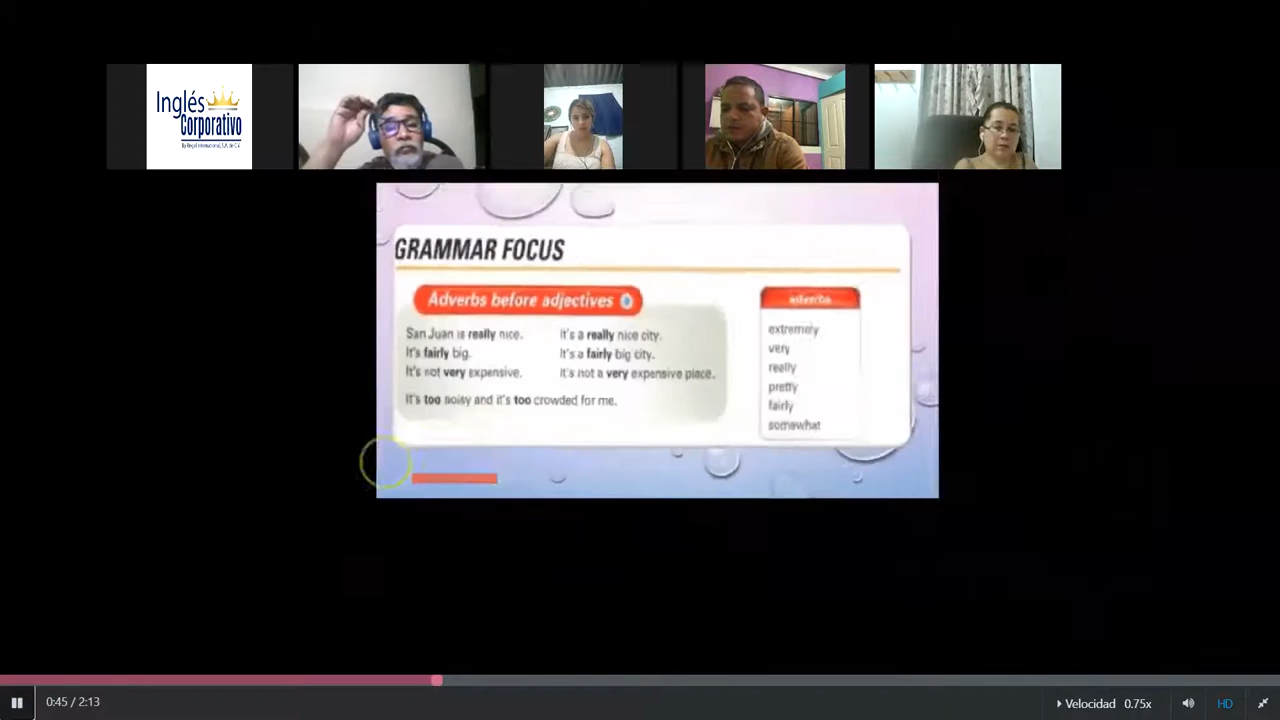 Inglés
Corporativo
GRAMMAR FOCUS
Adverbs before adjectives
San Juan is really nice.
It's a really nice city.
It's fairly big.
It's a fairly big city.
It's not very expensive.
It's not a very expensive place.
It's too noisy and it's too crowded for me.
adverbs
extremely
very
really
pretty
fairly
somewhat
0:45 / 2:13
Velocidad 0.75x
HD